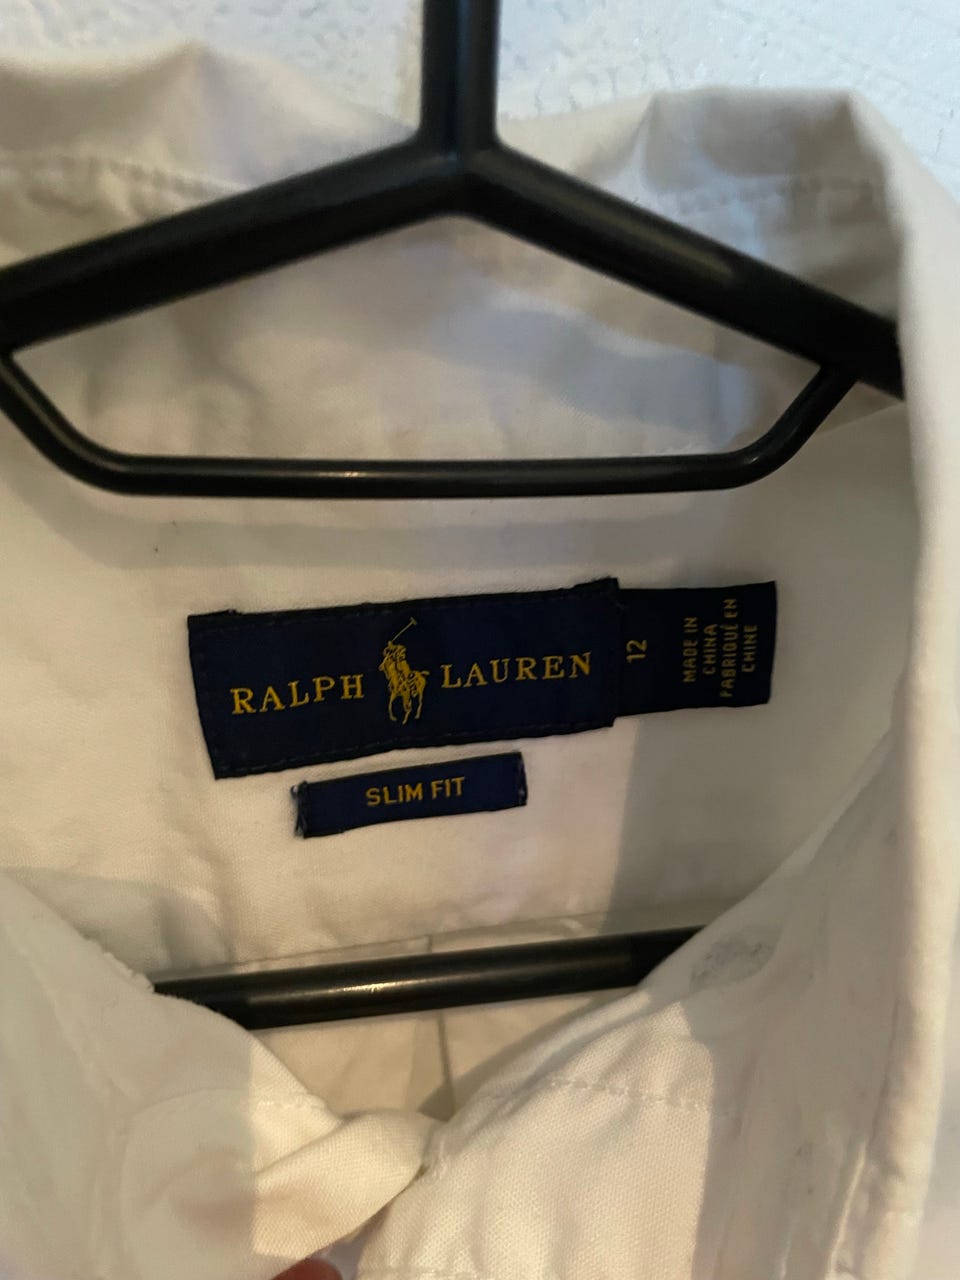 RALPH LAUREN
12
MADE IN
CHINA
FABRIQUÉ EN
CHINE
SLIM FIT